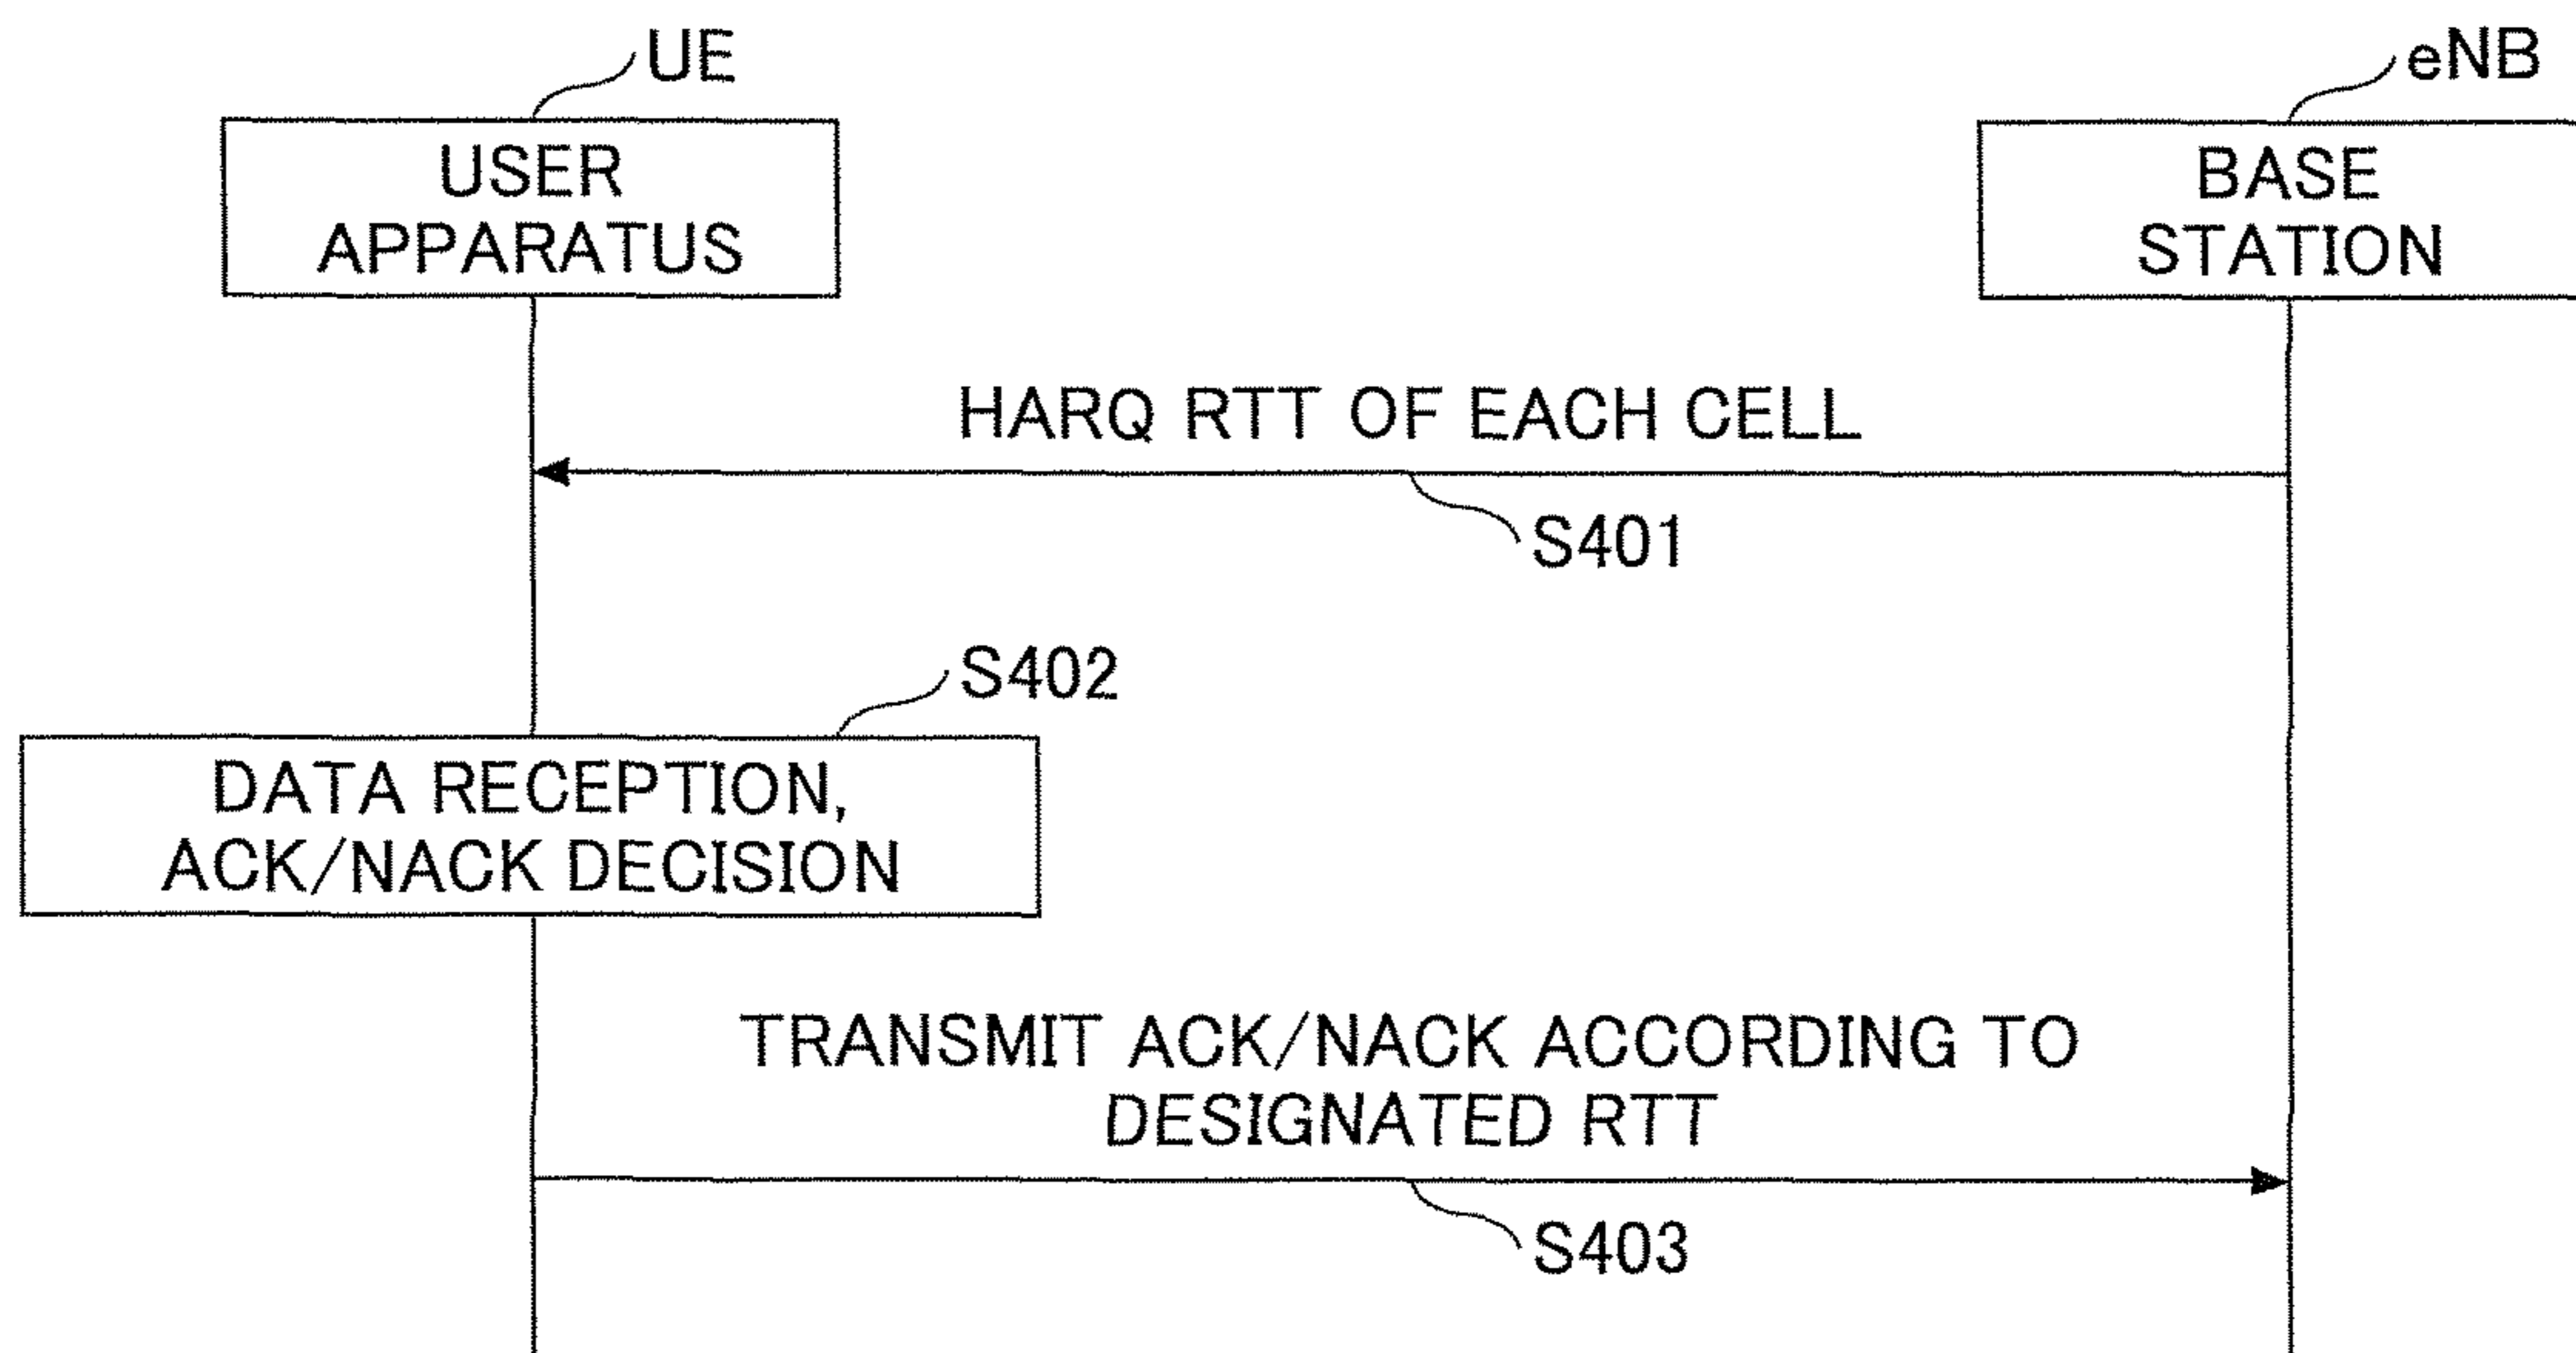 UE
eNB
USER
APPARATUS
BASE
STATION
HARQ RTT OF EACH CELL
S401
S402
DATA RECEPTION,
ACK/NACK DECISION
TRANSMIT ACK/NACK ACCORDING TO
DESIGNATED RTT
S403